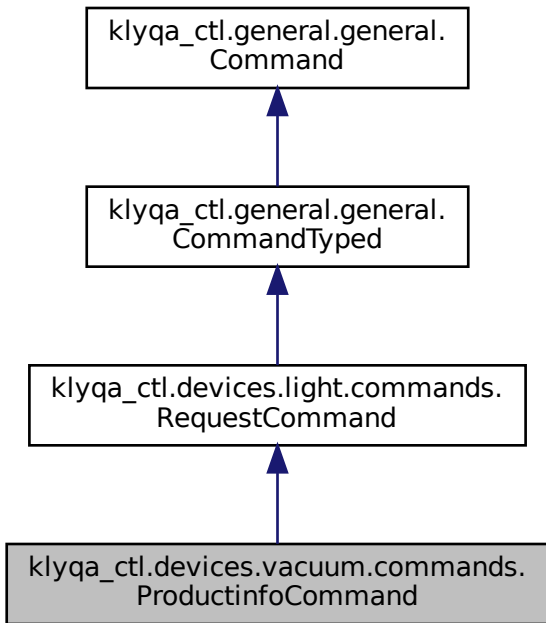 klyqa_ctl.general.general.
Command
klyqa_ctl.general.general.
CommandTyped
klyqa_ctl.devices.light.commands.
RequestCommand
klyqa_ctl.devices.vacuum.commands.
ProductinfoCommand